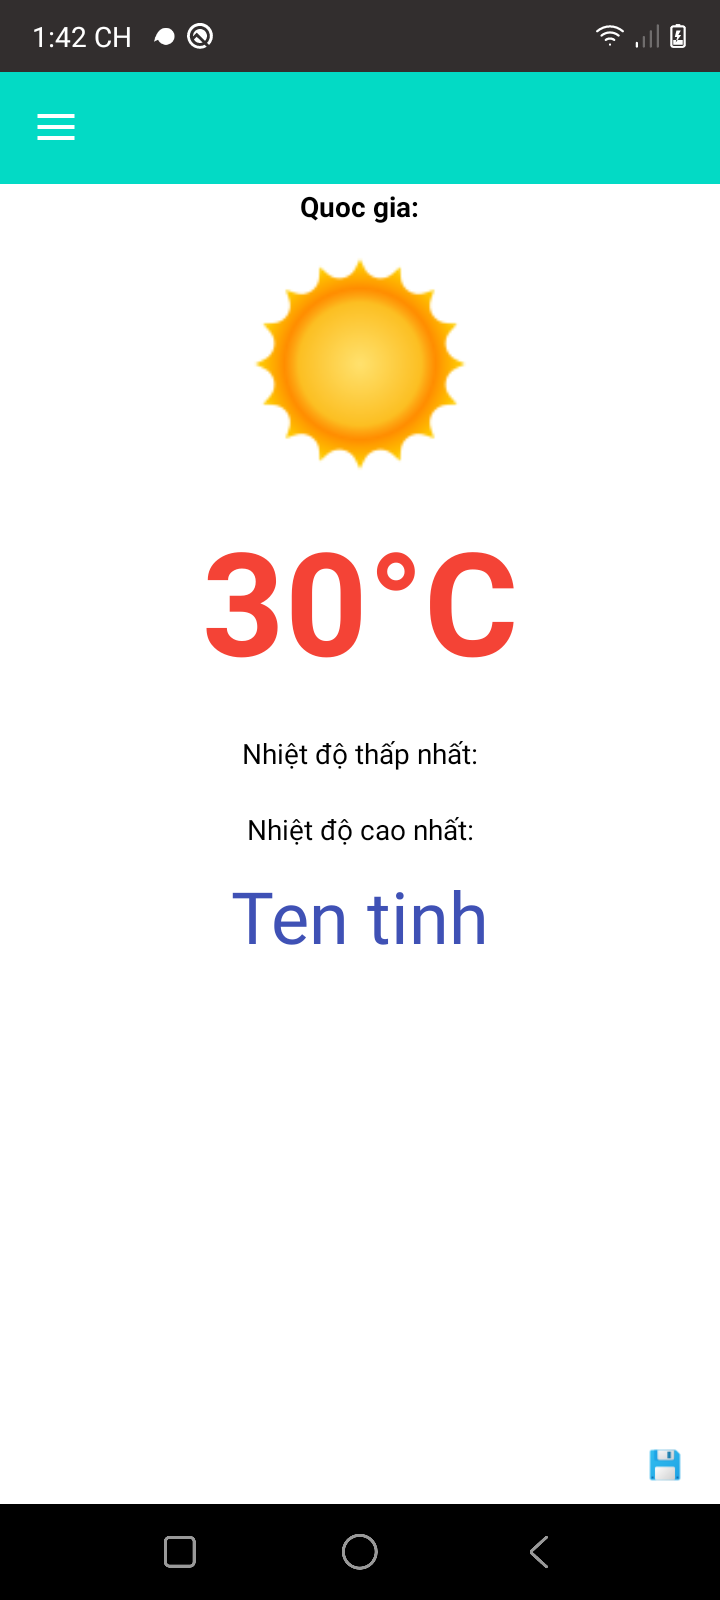 1:42 CH
Quoc gia:
30°C
Nhiệt độ thấp nhất:
Nhiệt độ cao nhất:
Ten tinh